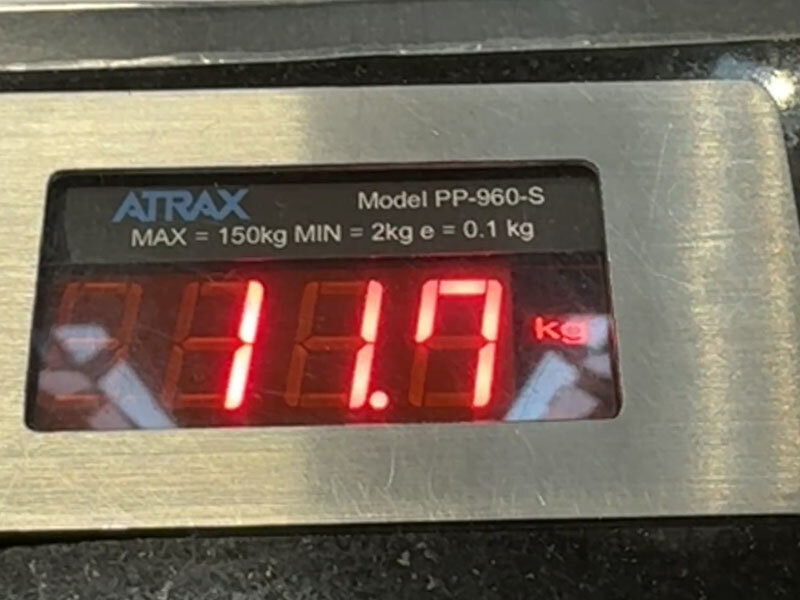 ATRAX Model PP-960-S
MAX = 150kg MIN = 2kg e = 0.1 kg
11.7 kg